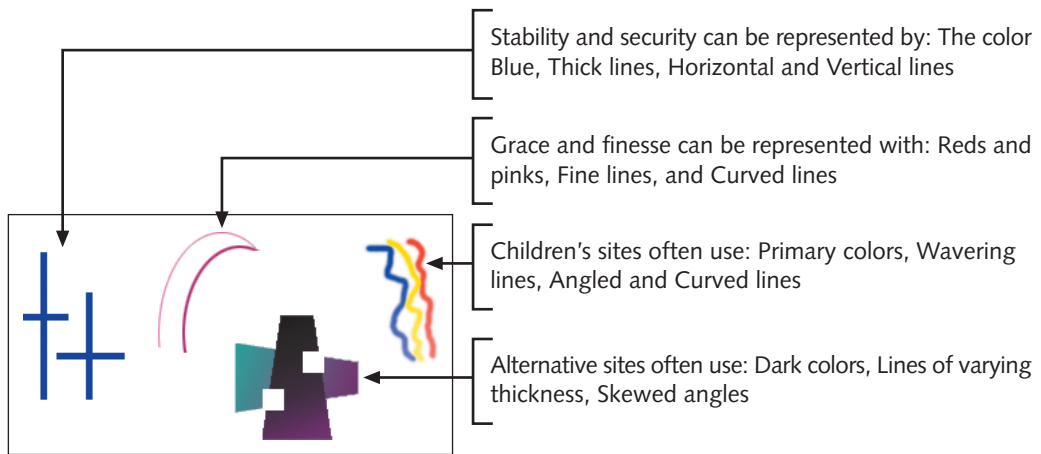 Stability and security can be represented by: The color
Blue, Thick lines, Horizontal and Vertical lines
Grace and finesse can be represented with: Reds and
pinks, Fine lines, and Curved lines
Children’s sites often use: Primary colors, Wavering
lines, Angled and Curved lines
Alternative sites often use: Dark colors, Lines of varying
thickness, Skewed angles